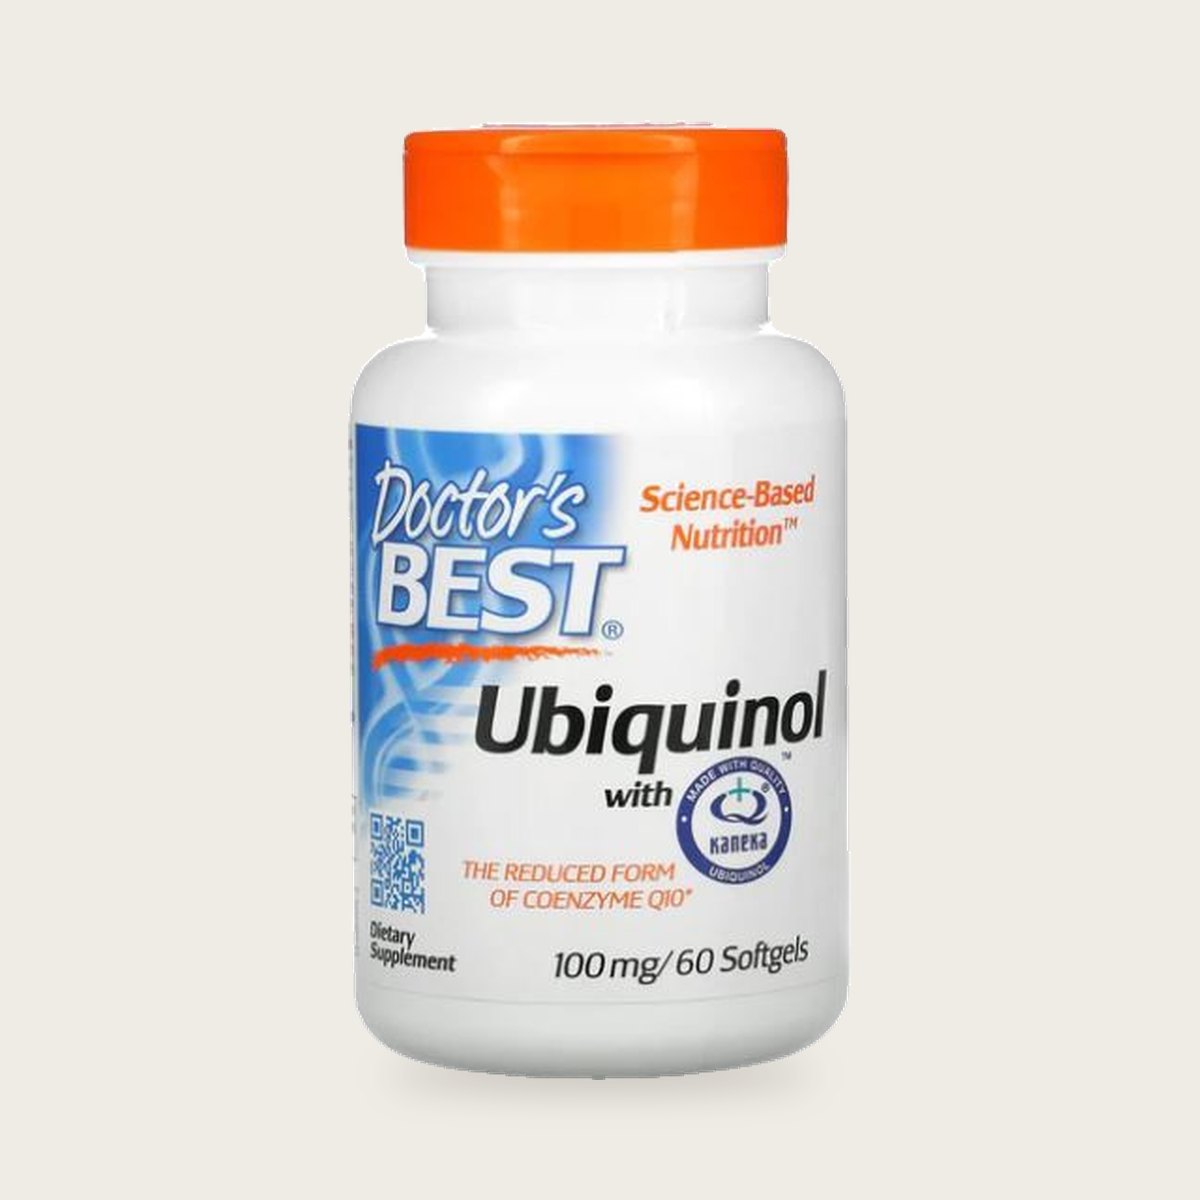 Doctor's
BEST®
Science-Based
Nutrition™
Ubiquinol
with
MADE WITH QUALITY
™
Q®
Kaneka
UBIQUINOL
THE REDUCED FORM
OF COENZYME Q10*
Dietary
Supplement
100 mg/ 60 Softgels